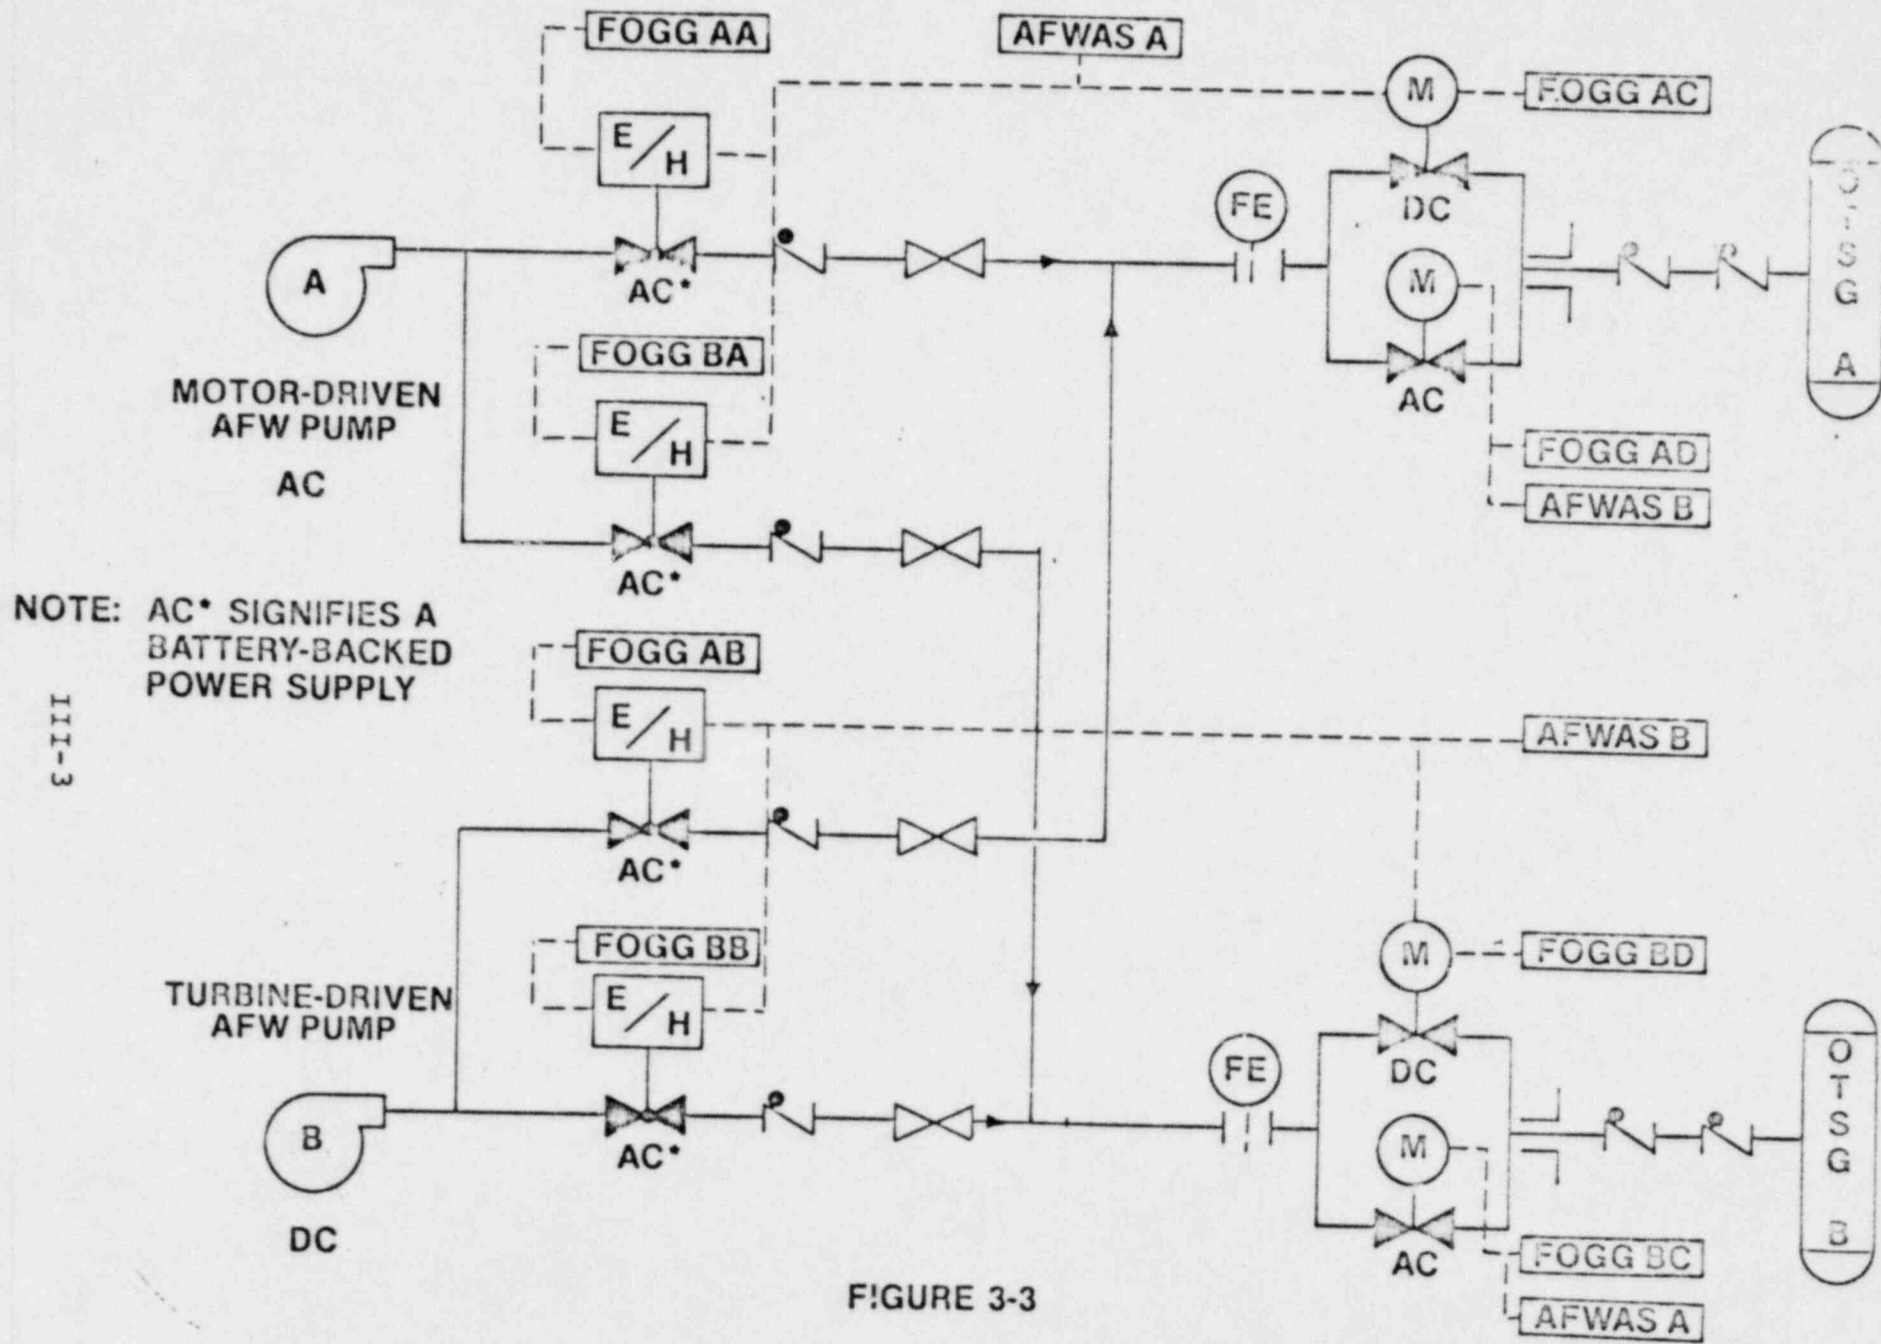 FOGG AA
AFWAS A
M
FOGG AC
E/H
DC
FE
A
AC*
M
OTSG A
FOGG BA
MOTOR-DRIVEN
AFW PUMP
AC
E/H
AC
FOGG AD
AFWAS B
AC*
NOTE: AC* SIGNIFIES A
BATTERY-BACKED
POWER SUPPLY
III-3
FOGG AB
E/H
AFWAS B
AC*
FOGG BB
M
FOGG BD
TURBINE-DRIVEN
AFW PUMP
E/H
DC
FE
OTSG B
B
AC*
M
DC
AC
FOGG BC
AFWAS A
FIGURE 3-3